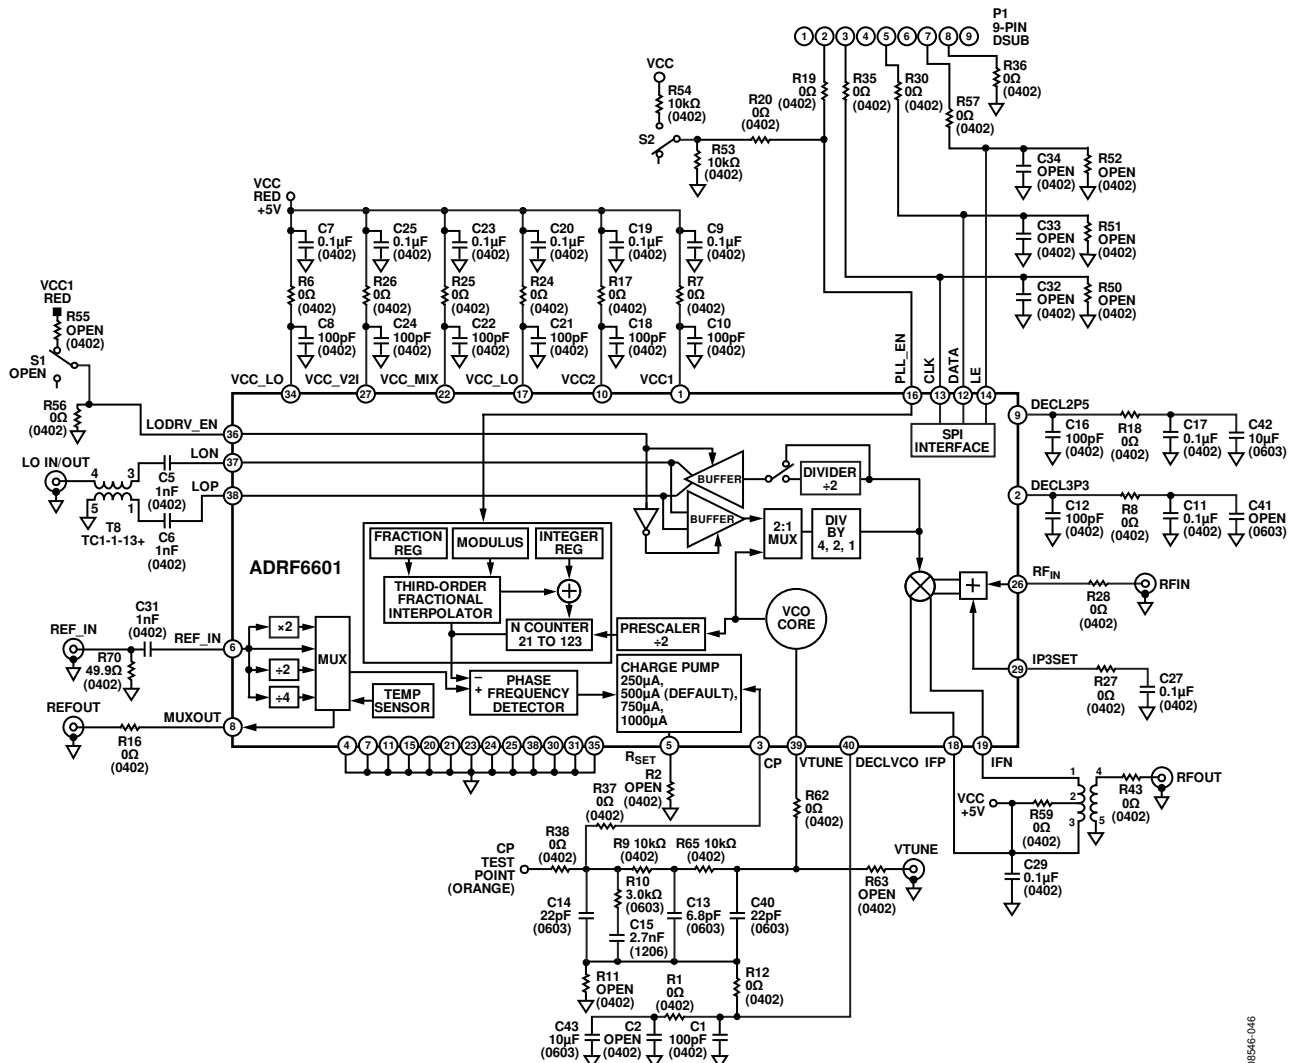 P1
9-PIN
DSUB
1 2 3 4 5 6 7 8 9
VCC
R54
10kΩ
(0402)
S2
R53
10kΩ
(0402)
R20
0Ω
(0402)
R19
0Ω
(0402)
R35
0Ω
(0402)
R30
0Ω
(0402)
R57
0Ω
(0402)
R36
0Ω
(0402)
C34
OPEN
(0402)
R52
OPEN
(0402)
C33
OPEN
(0402)
R51
OPEN
(0402)
C32
OPEN
(0402)
R50
OPEN
(0402)
VCC
RED
+5V
C7
0.1µF
(0402)
C25
0.1µF
(0402)
C23
0.1µF
(0402)
C20
0.1µF
(0402)
C19
0.1µF
(0402)
C9
0.1µF
(0402)
R6
0Ω
(0402)
R26
0Ω
(0402)
R25
0Ω
(0402)
R24
0Ω
(0402)
R17
0Ω
(0402)
R7
0Ω
(0402)
C8
100pF
(0402)
C24
100pF
(0402)
C22
100pF
(0402)
C21
100pF
(0402)
C18
100pF
(0402)
C10
100pF
(0402)
VCC1
RED
R55
OPEN
(0402)
S1
OPEN
R56
0Ω
(0402)
VCC_LO
VCC_V2I
VCC_MIX
VCC_LO
VCC2
VCC1
PLL_EN
CLK
DATA
LE
34 27 22 17 10 1 16 13 12 14
SPI
INTERFACE
LODRV_EN
36
LON
37
LOP
38
LO IN/OUT
4 3
5 1
T8
TC1-1-13+
C5
1nF
(0402)
C6
1nF
(0402)
9
DECL2P5
C16
100pF
(0402)
R18
0Ω
(0402)
C17
0.1µF
(0402)
C42
10µF
(0603)
2
DECL3P3
C12
100pF
(0402)
R8
0Ω
(0402)
C11
0.1µF
(0402)
C41
OPEN
(0603)
BUFFER
BUFFER
DIVIDER
÷2
2:1
MUX
DIV
BY
4, 2, 1
ADRF6601
FRACTION
REG
MODULUS
INTEGER
REG
THIRD-ORDER
FRACTIONAL
INTERPOLATOR
+
N COUNTER
21 TO 123
PRESCALER
÷2
VCO
CORE
+
26
RFIN
R28
0Ω
(0402)
RFIN
29
IP3SET
R27
0Ω
(0402)
C27
0.1µF
(0402)
C31
1nF
(0402)
REF_IN
R70
49.9Ω
(0402)
REF_IN
6
×2
÷2
÷4
MUX
TEMP
SENSOR
−
+
PHASE
FREQUENCY
DETECTOR
CHARGE PUMP
250µA,
500µA (DEFAULT),
750µA,
1000µA
REFOUT
R16
0Ω
(0402)
MUXOUT
8
4 7 11 15 20 21 23 24 25 38 30 31 35
5 3 39 40 18 19
RSET
CP
VTUNE
DECLVCO
IFP
IFN
R2
OPEN
(0402)
R37
0Ω
(0402)
R62
0Ω
(0402)
R38
0Ω
(0402)
CP
TEST
POINT
(ORANGE)
R9 10kΩ
(0402)
R65 10kΩ
(0402)
R10
3.0kΩ
(0603)
C14
22pF
(0603)
C15
2.7nF
(1206)
C13
6.8pF
(0603)
C40
22pF
(0603)
R63
OPEN
(0402)
VTUNE
VCC
+5V
R59
0Ω
(0402)
1
2
3
4
5
R43
0Ω
(0402)
RFOUT
C29
0.1µF
(0402)
R11
OPEN
(0402)
R1
0Ω
(0402)
R12
0Ω
(0402)
C43
10µF
(0603)
C2
OPEN
(0402)
C1
100pF
(0402)
08546-046